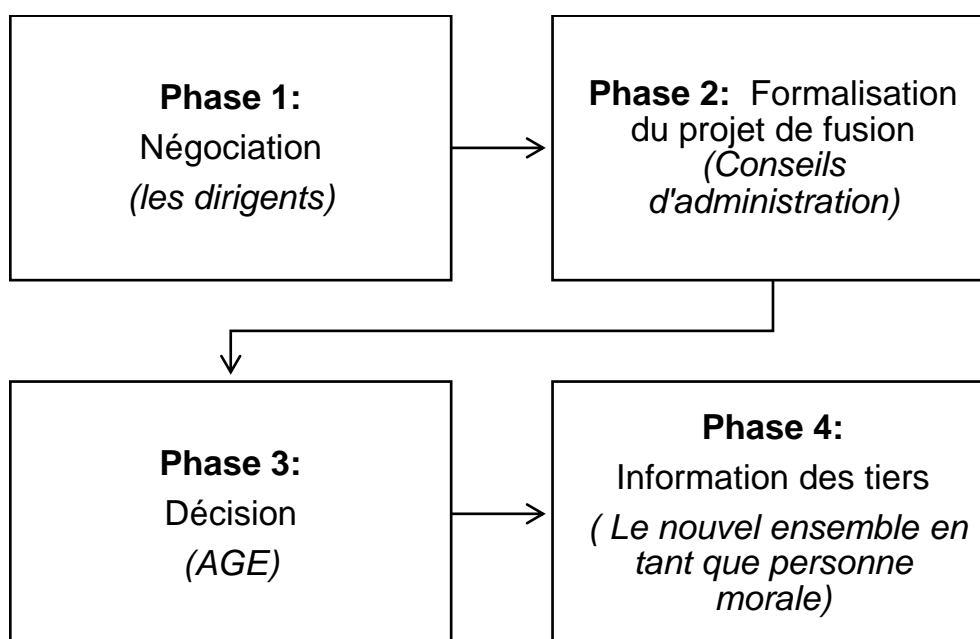 Phase 1:
Négociation
(les dirigents)
Phase 2: Formalisation
du projet de fusion
(Conseils
d'administration)
Phase 3:
Décision
(AGE)
Phase 4:
Information des tiers
( Le nouvel ensemble en
tant que personne
morale)